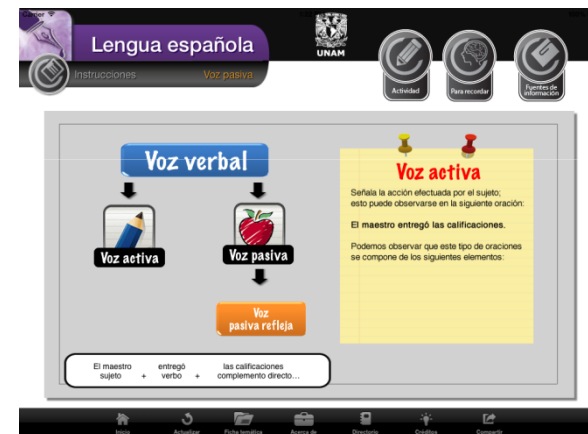 Carrier
Lengua española
UNAM
Instrucciones
Voz pasiva
Actividad
Para recordar
Fuentes de
información
Voz verbal
Voz activa
Voz pasiva
Voz
pasiva refleja
Voz activa
Señala la acción efectuada por el sujeto;
esto puede observarse en la siguiente oración:
El maestro entregó las calificaciones.
Podemos observar que este tipo de oraciones
se compone de los siguientes elementos:
El maestro entregó las calificaciones
sujeto + verbo + complemento directo…
Inicio Actualizar Ficha temática Acerca de Directorio Créditos Compartir